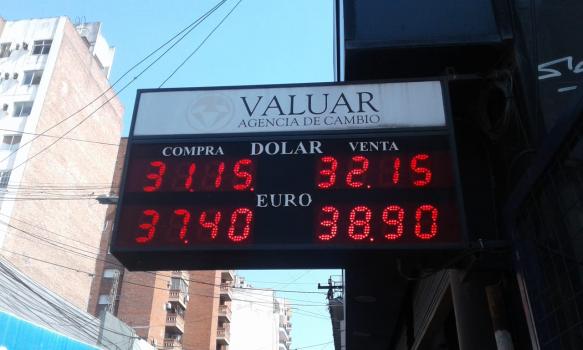 VALUAR
AGENCIA DE CAMBIO
COMPRA DOLAR VENTA
31.15 32.15
EURO
37.40 38.90